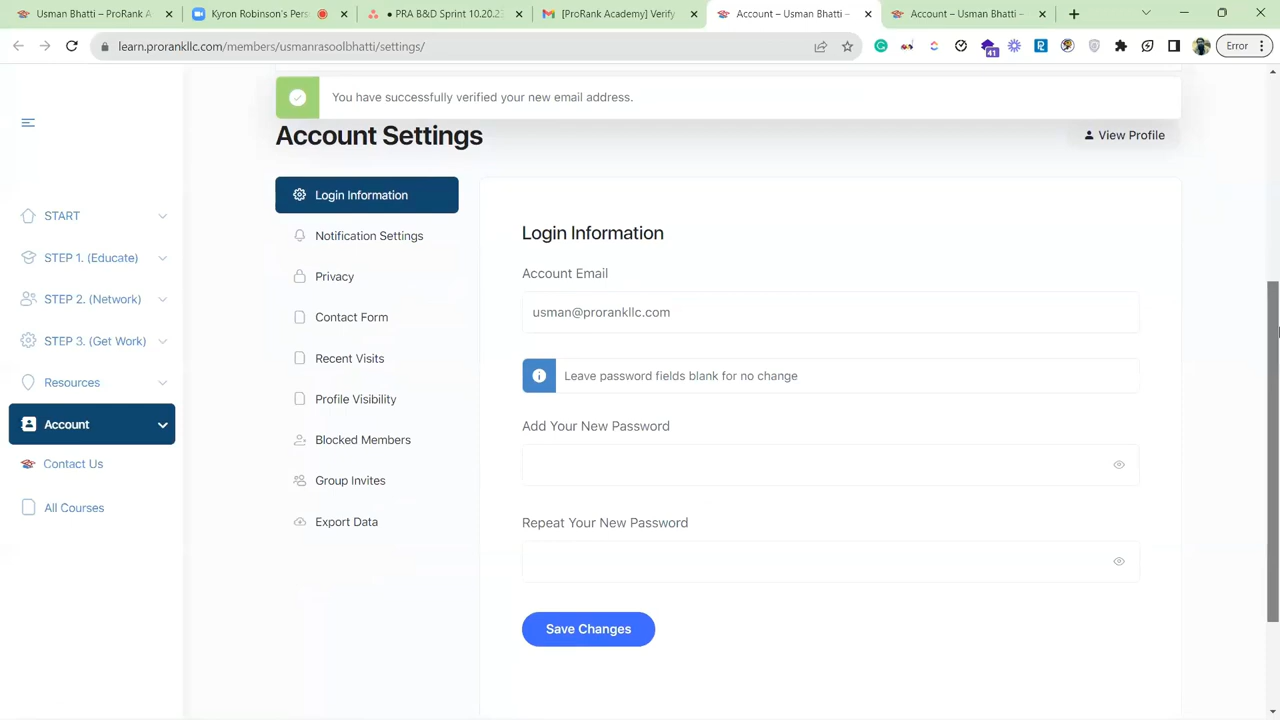 Usman Bhatti – ProRank A
Kyron Robinson's Pers
• PRA B&D Sprint 10.20.23
[ProRank Academy] Verify
Account – Usman Bhatti –
Account – Usman Bhatti –
learn.prorankllc.com/members/usmanrasoolbhatti/settings/
41
Error
You have successfully verified your new email address.
Account Settings
View Profile
START
STEP 1. (Educate)
STEP 2. (Network)
STEP 3. (Get Work)
Resources
Account
Contact Us
All Courses
Login Information
Notification Settings
Privacy
Contact Form
Recent Visits
Profile Visibility
Blocked Members
Group Invites
Export Data
Login Information
Account Email
usman@prorankllc.com
Leave password fields blank for no change
Add Your New Password
Repeat Your New Password
Save Changes